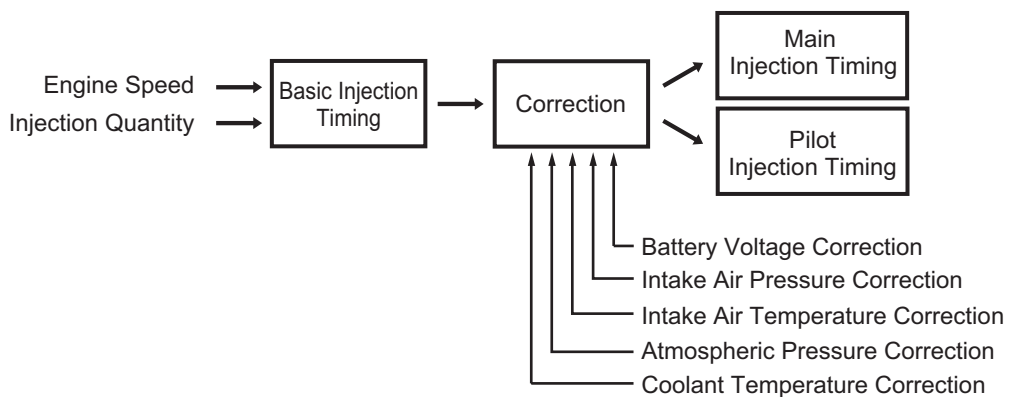 Engine Speed
Injection Quantity
Basic Injection
Timing
Correction
Main
Injection Timing
Pilot
Injection Timing
Battery Voltage Correction
Intake Air Pressure Correction
Intake Air Temperature Correction
Atmospheric Pressure Correction
Coolant Temperature Correction